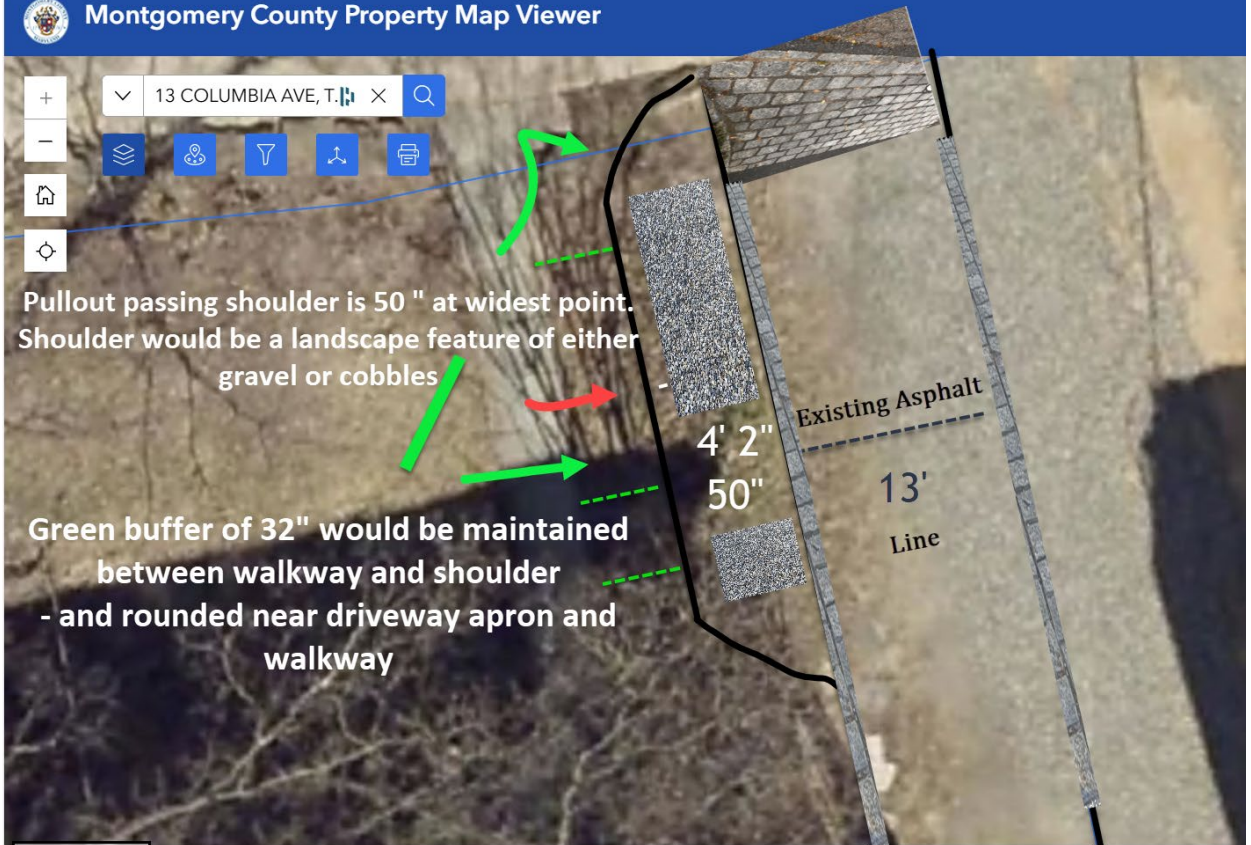 Montgomery County Property Map Viewer
13 COLUMBIA AVE, T.
Pullout passing shoulder is 50 " at widest point.
Shoulder would be a landscape feature of either
gravel or cobbles
Existing Asphalt
4' 2"
50"
13'
Line
Green buffer of 32" would be maintained
between walkway and shoulder
- and rounded near driveway apron and
walkway